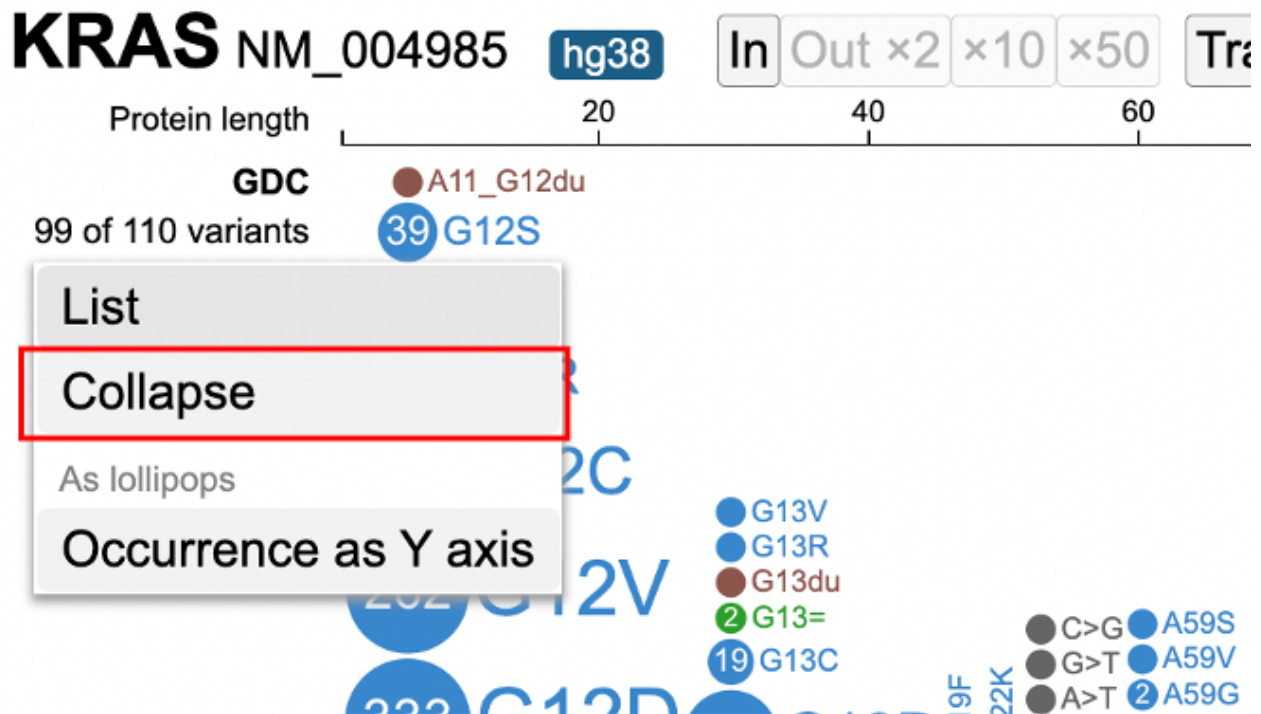 KRAS NM_004985 hg38 In Out ×2 ×10 ×50
Protein length 20 40 60
GDC A11_G12du
99 of 110 variants 39 G12S
List
Collapse
As lollipops
2C
G13V
G13R
Occurrence as Y axis
G13du
G12V
2 G13=
19 G13C
C>G A59S
G>T A59V
A>T 2 A59G
G12D